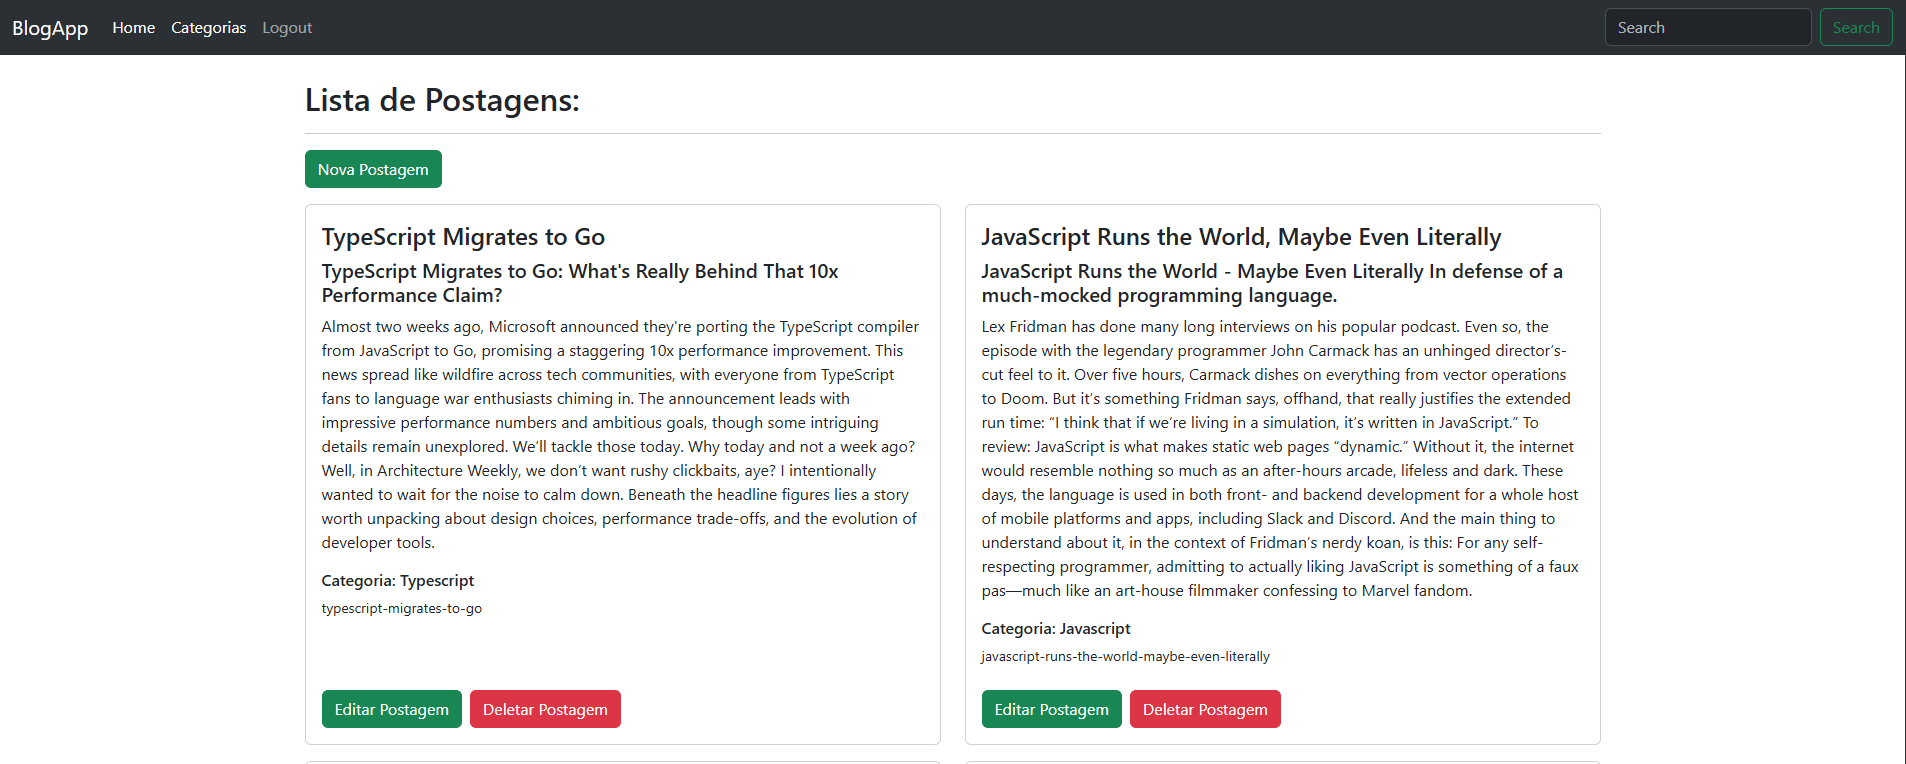 BlogApp Home Categorias Logout Search Search
Lista de Postagens:
Nova Postagem
TypeScript Migrates to Go
TypeScript Migrates to Go: What's Really Behind That 10x
Performance Claim?
Almost two weeks ago, Microsoft announced they're porting the TypeScript compiler
from JavaScript to Go, promising a staggering 10x performance improvement. This
news spread like wildfire across tech communities, with everyone from TypeScript
fans to language war enthusiasts chiming in. The announcement leads with
impressive performance numbers and ambitious goals, though some intriguing
details remain unexplored. We’ll tackle those today. Why today and not a week ago?
Well, in Architecture Weekly, we don’t want rushy clickbaits, aye? I intentionally
wanted to wait for the noise to calm down. Beneath the headline figures lies a story
worth unpacking about design choices, performance trade-offs, and the evolution of
developer tools.
Categoria: Typescript
typescript-migrates-to-go
Editar Postagem Deletar Postagem
JavaScript Runs the World, Maybe Even Literally
JavaScript Runs the World - Maybe Even Literally In defense of a
much-mocked programming language.
Lex Fridman has done many long interviews on his popular podcast. Even so, the
episode with the legendary programmer John Carmack has an unhinged director’s-
cut feel to it. Over five hours, Carmack dishes on everything from vector operations
to Doom. But it’s something Fridman says, offhand, that really justifies the extended
run time: “I think that if we’re living in a simulation, it’s written in JavaScript.” To
review: JavaScript is what makes static web pages “dynamic.” Without it, the internet
would resemble nothing so much as an after-hours arcade, lifeless and dark. These
days, the language is used in both front- and backend development for a whole host
of mobile platforms and apps, including Slack and Discord. And the main thing to
understand about it, in the context of Fridman’s nerdy koan, is this: For any self-
respecting programmer, admitting to actually liking JavaScript is something of a faux
pas—much like an art-house filmmaker confessing to Marvel fandom.
Categoria: Javascript
javascript-runs-the-world-maybe-even-literally
Editar Postagem Deletar Postagem